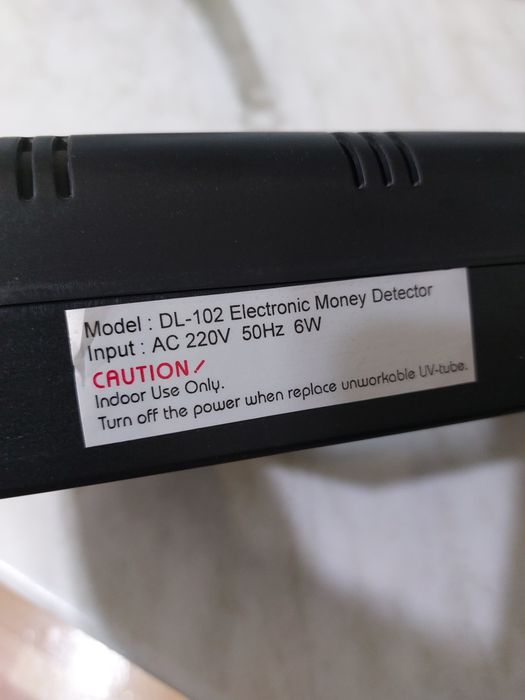 Model : DL-102 Electronic Money Detector
Input : AC 220V 50Hz 6W
CAUTION!
Indoor Use Only.
Turn off the power when replace unworkable UV-tube.